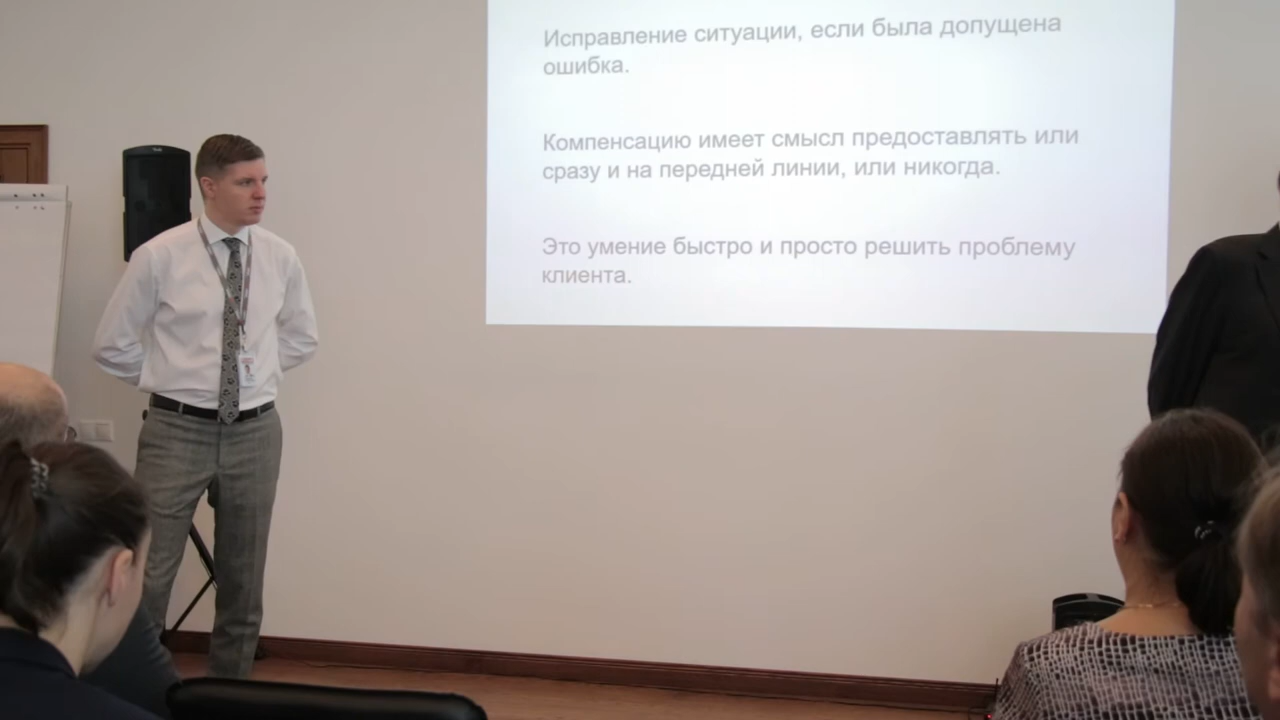 Исправление ситуации, если была допущена
ошибка.
Компенсацию имеет смысл предоставлять или
сразу и на передней линии, или никогда.
Это умение быстро и просто решить проблему
клиента.